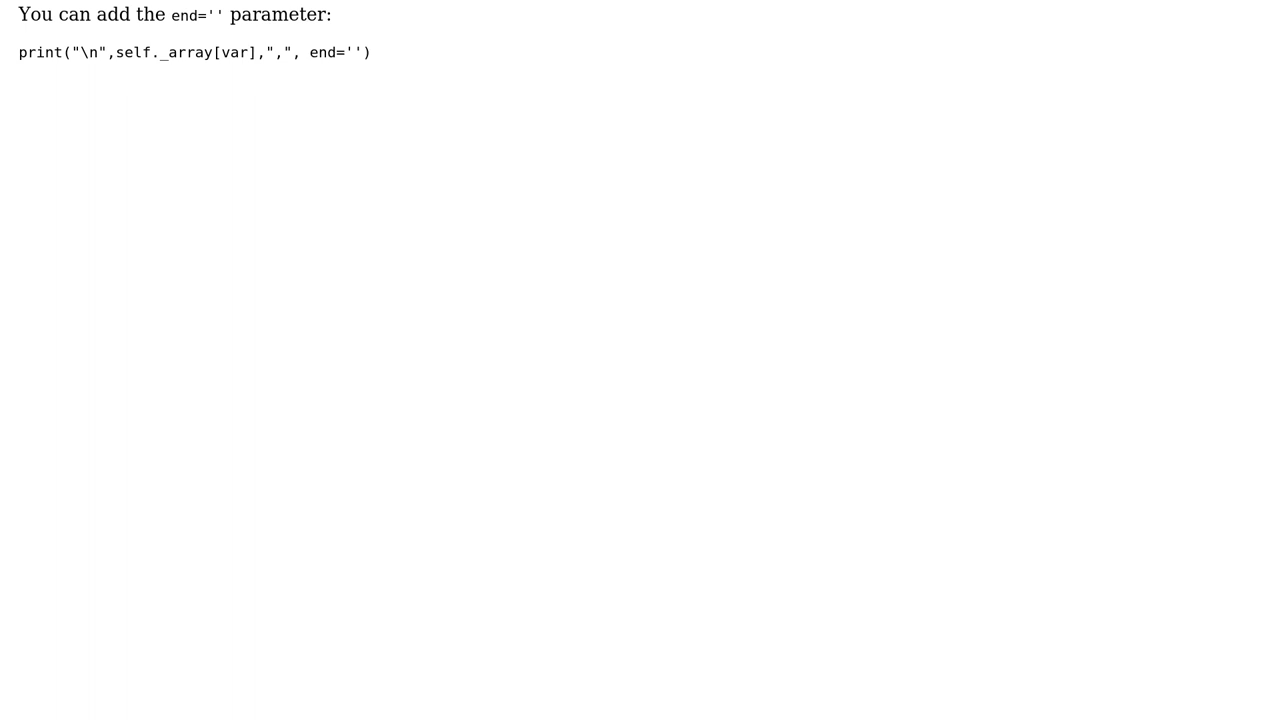 You can add the end='' parameter:
print("\n",self._array[var],",", end='')